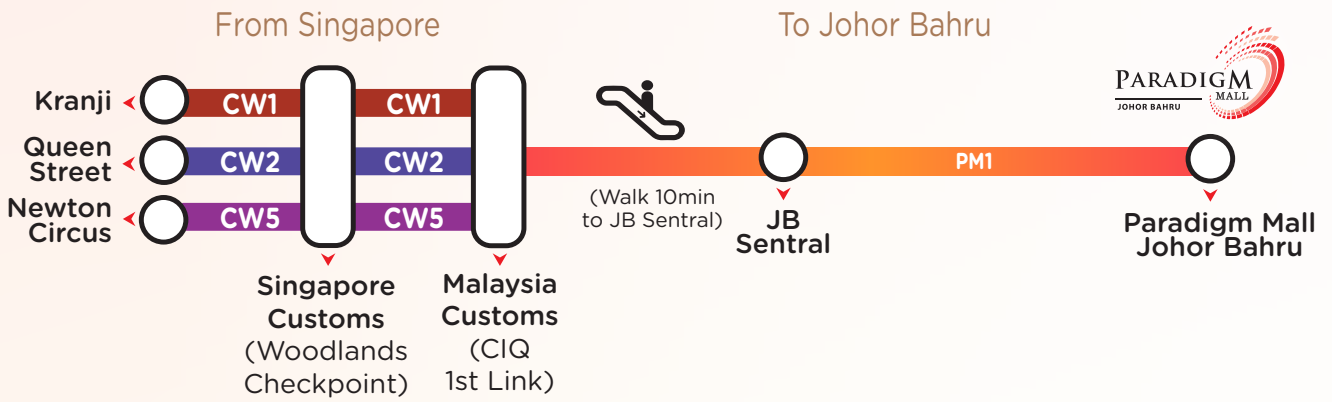 From Singapore
To Johor Bahru
PARADIGM
MALL
JOHOR BAHRU
Kranji
CW1
CW1
Queen
Street
CW2
CW2
PM1
Newton
Circus
CW5
CW5
(Walk 10min
to JB Sentral)
JB
Sentral
Paradigm Mall
Johor Bahru
Singapore
Customs
(Woodlands
Checkpoint)
Malaysia
Customs
(CIQ
1st Link)